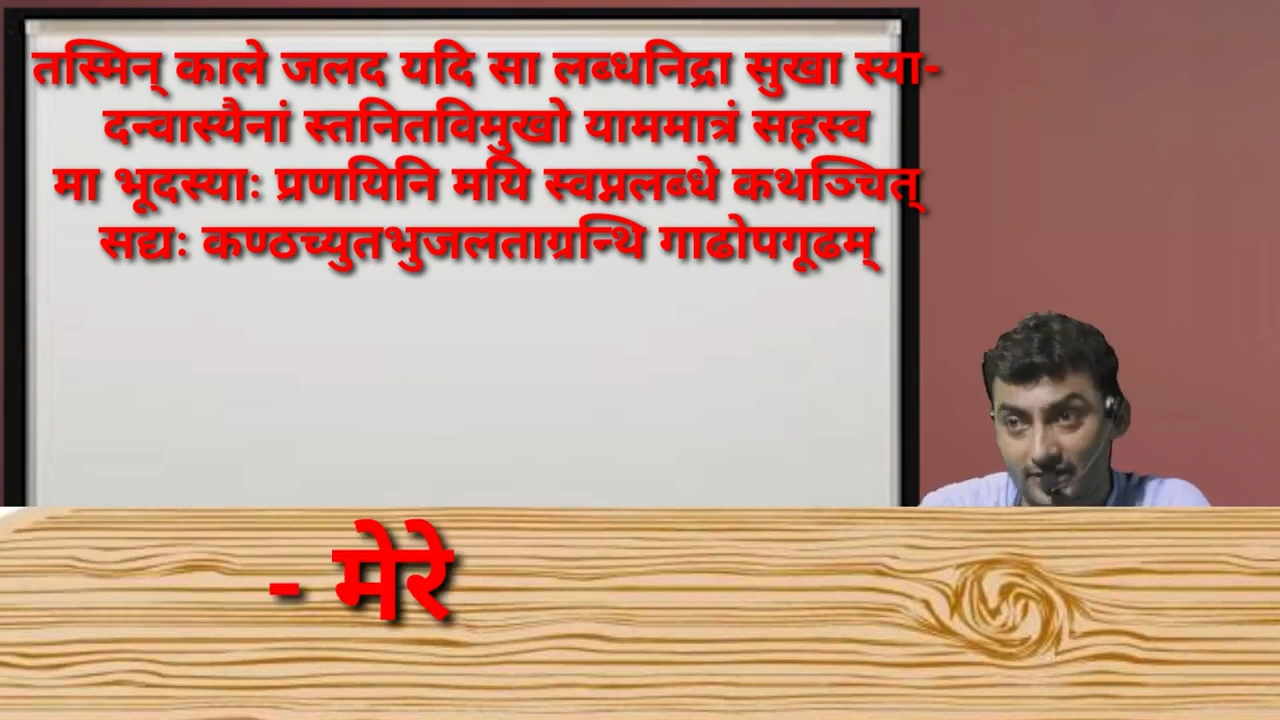 तस्मिन् काले जलद यदि सा लब्धनिद्रा सुखा स्या-
दन्वास्यैनां स्तनितविमुखो याममात्रं सहस्व
मा भूदस्याः प्रणयिनि मयि स्वप्नलब्धे कथञ्चित्
सद्यः कण्ठच्युतभुजलताग्रन्थि गाढोपगूढम्
- मेरे